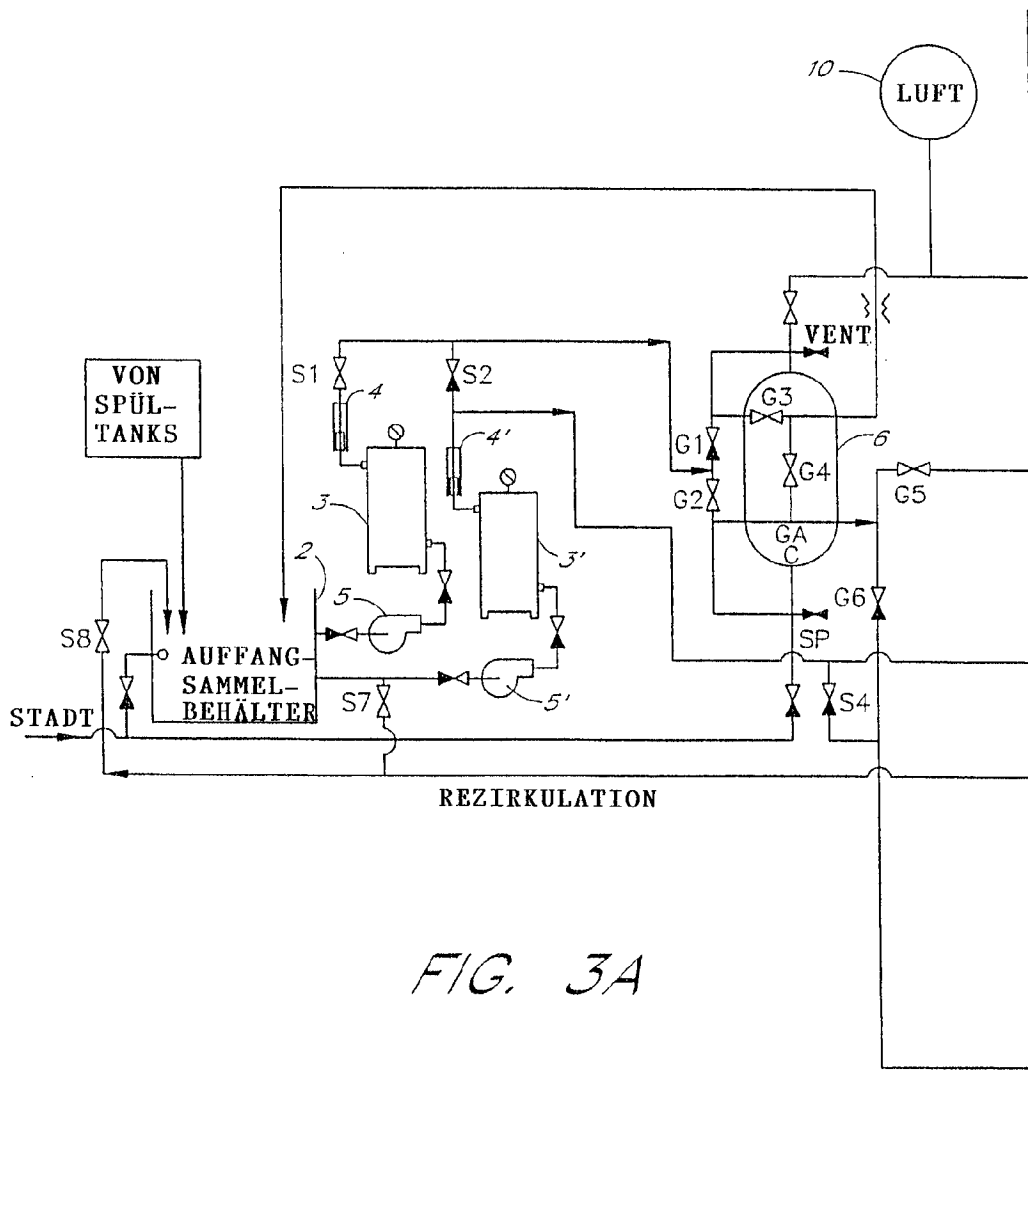 10
LUFT
VENT
S1
S2
4
4'
VON
SPÜL-
TANKS
G3
6
G1
G4
G2
G5
3
3'
GA
C
2
5
G6
S8
SP
AUFFANG-
SAMMEL-
BEHÄLTER
5'
S7
S4
STADT
REZIRKULATION
FIG. 3A